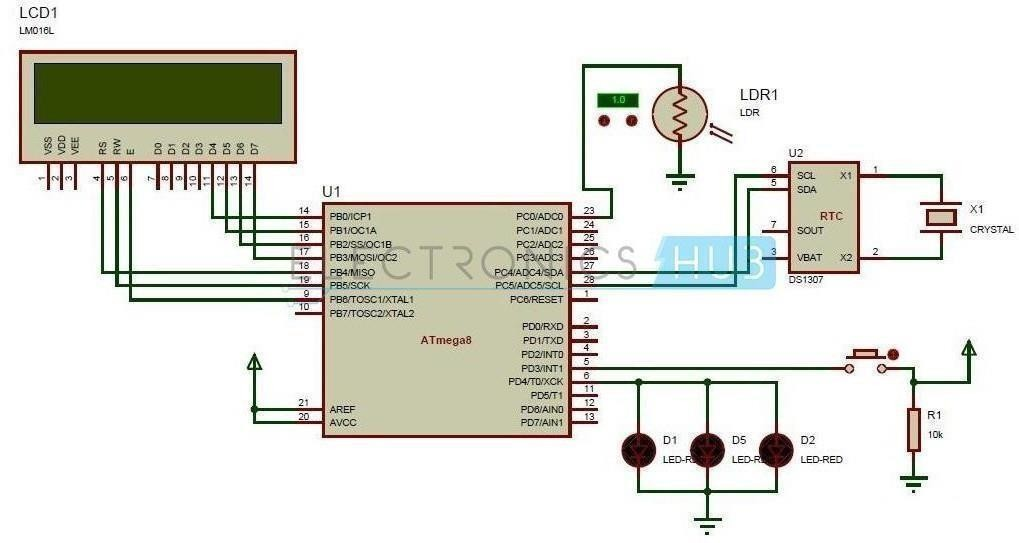 LCD1
LM016L
VSS
VDD
VEE
RS
RW
E
D0
D1
D2
D3
D4
D5
D6
D7
1
2
3
4
5
6
7
8
9
10
11
12
13
14
1.0
LDR1
LDR
U1
14 PB0/ICP1 PC0/ADC0 23
15 PB1/OC1A PC1/ADC1 24
16 PB2/SS/OC1B PC2/ADC2 25
17 PB3/MOSI/OC2 PC3/ADC3 26
18 PB4/MISO PC4/ADC4/SDA 27
19 PB5/SCK PC5/ADC5/SCL 28
9 PB6/TOSC1/XTAL1 PC6/RESET 1
10 PB7/TOSC2/XTAL2
PD0/RXD 2
ATmega8 PD1/TXD 3
PD2/INT0 4
PD3/INT1 5
PD4/T0/XCK 6
PD5/T1 11
21 AREF PD6/AIN0 12
20 AVCC PD7/AIN1 13
ELECTRONICS HUB
U2
6 SCL X1 1
5 SDA
RTC
7 SOUT
3 VBAT X2 2
DS1307
X1
CRYSTAL
R1
10k
D1 D5 D2
LED-R LED-R LED-RED